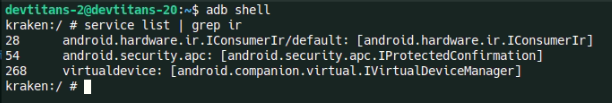 devtitans-2@devtitans-20:~$ adb shell
kraken:/ # service list | grep ir
28 android.hardware.ir.IConsumerIr/default: [android.hardware.ir.IConsumerIr]
54 android.security.apc: [android.security.apc.IProtectedConfirmation]
268 virtualdevice: [android.companion.virtual.IVirtualDeviceManager]
kraken:/ #